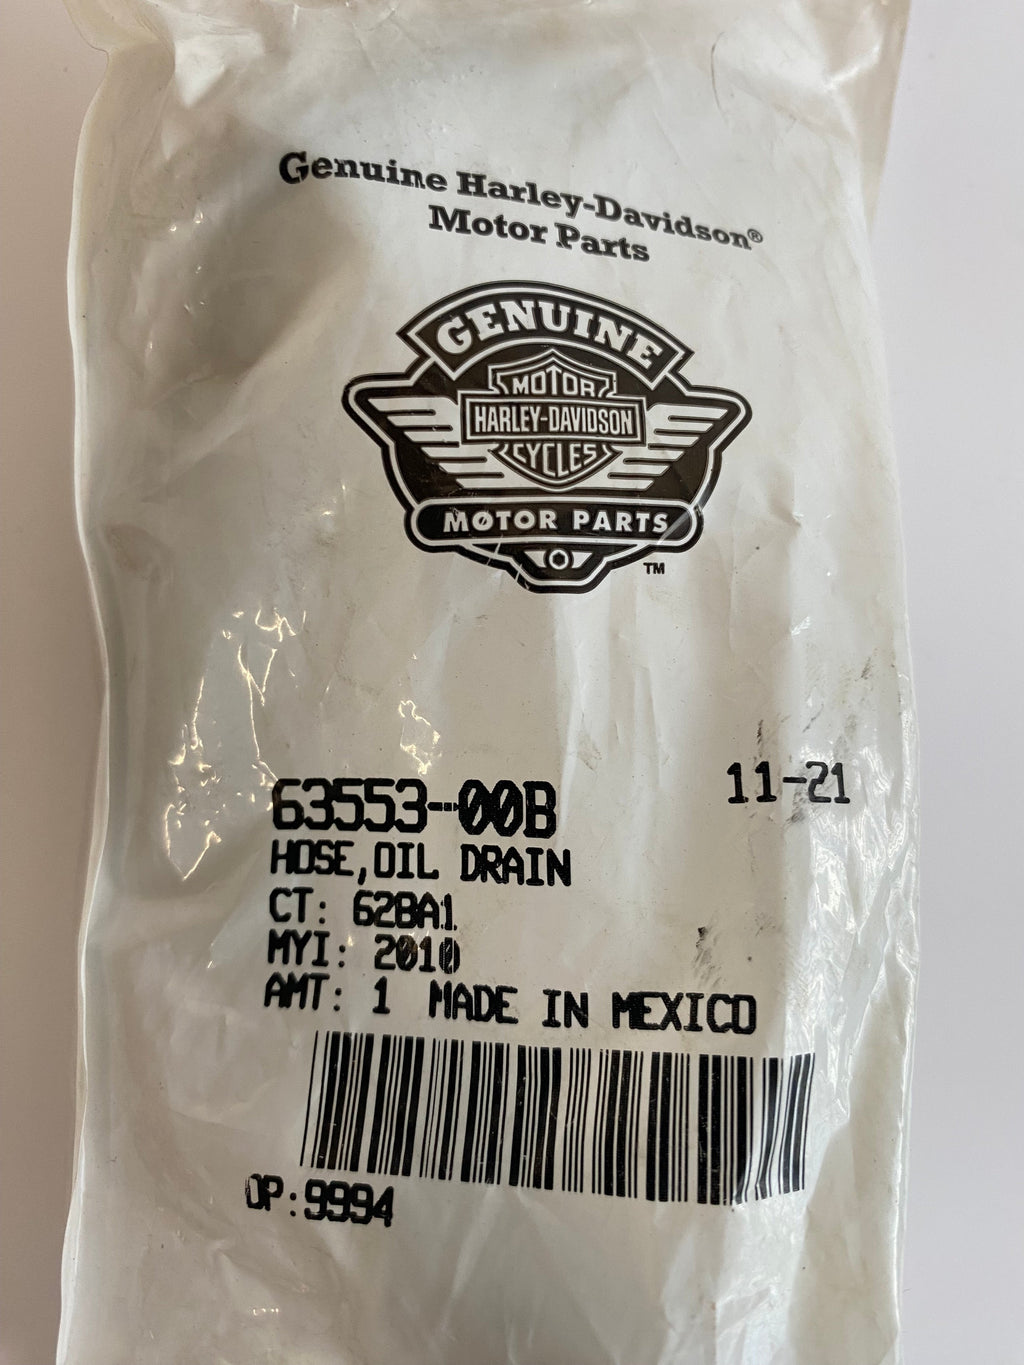 Genuine Harley-Davidson®
Motor Parts
GENUINE
MOTOR
HARLEY-DAVIDSON
CYCLES
MOTOR PARTS
TM
11-21
63553-00B
HOSE,OIL DRAIN
CT: 62BA1
MYI: 2010
AMT: 1 MADE IN MEXICO
OP:9994